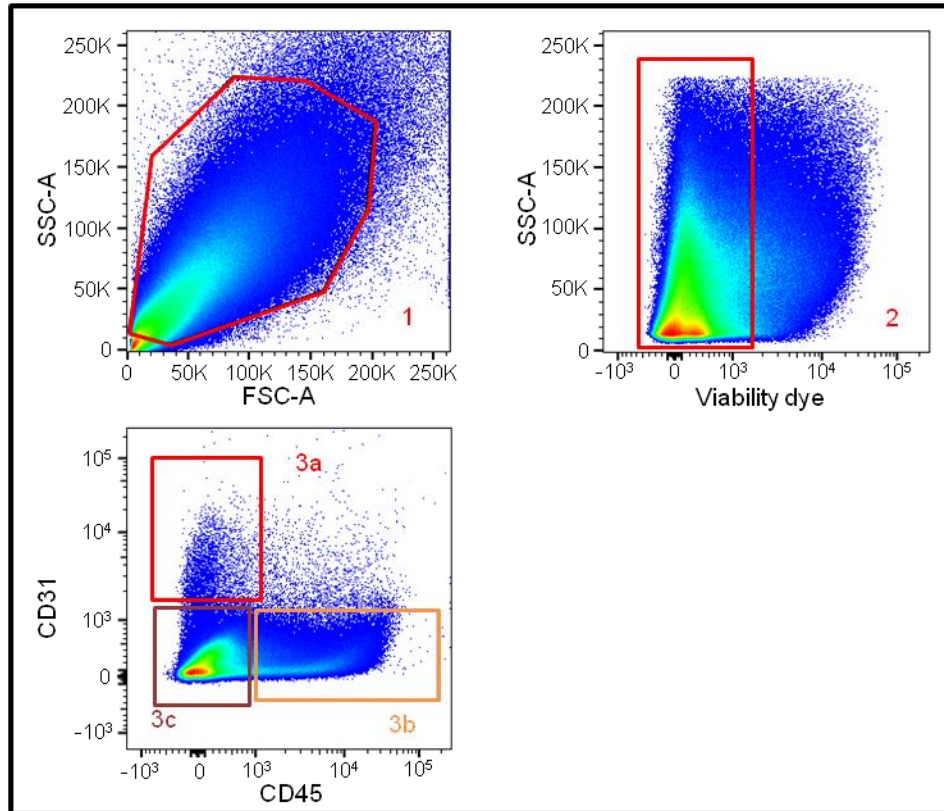 250K
200K
150K
100K
50K
0
SSC-A
1
0 50K 100K 150K 200K 250K
FSC-A
250K
200K
150K
100K
50K
0
SSC-A
2
-10³ 0 10³ 10⁴ 10⁵
Viability dye
10⁵
10⁴
10³
0
-10³
CD31
3a
3c 3b
-10³ 0 10³ 10⁴ 10⁵
CD45